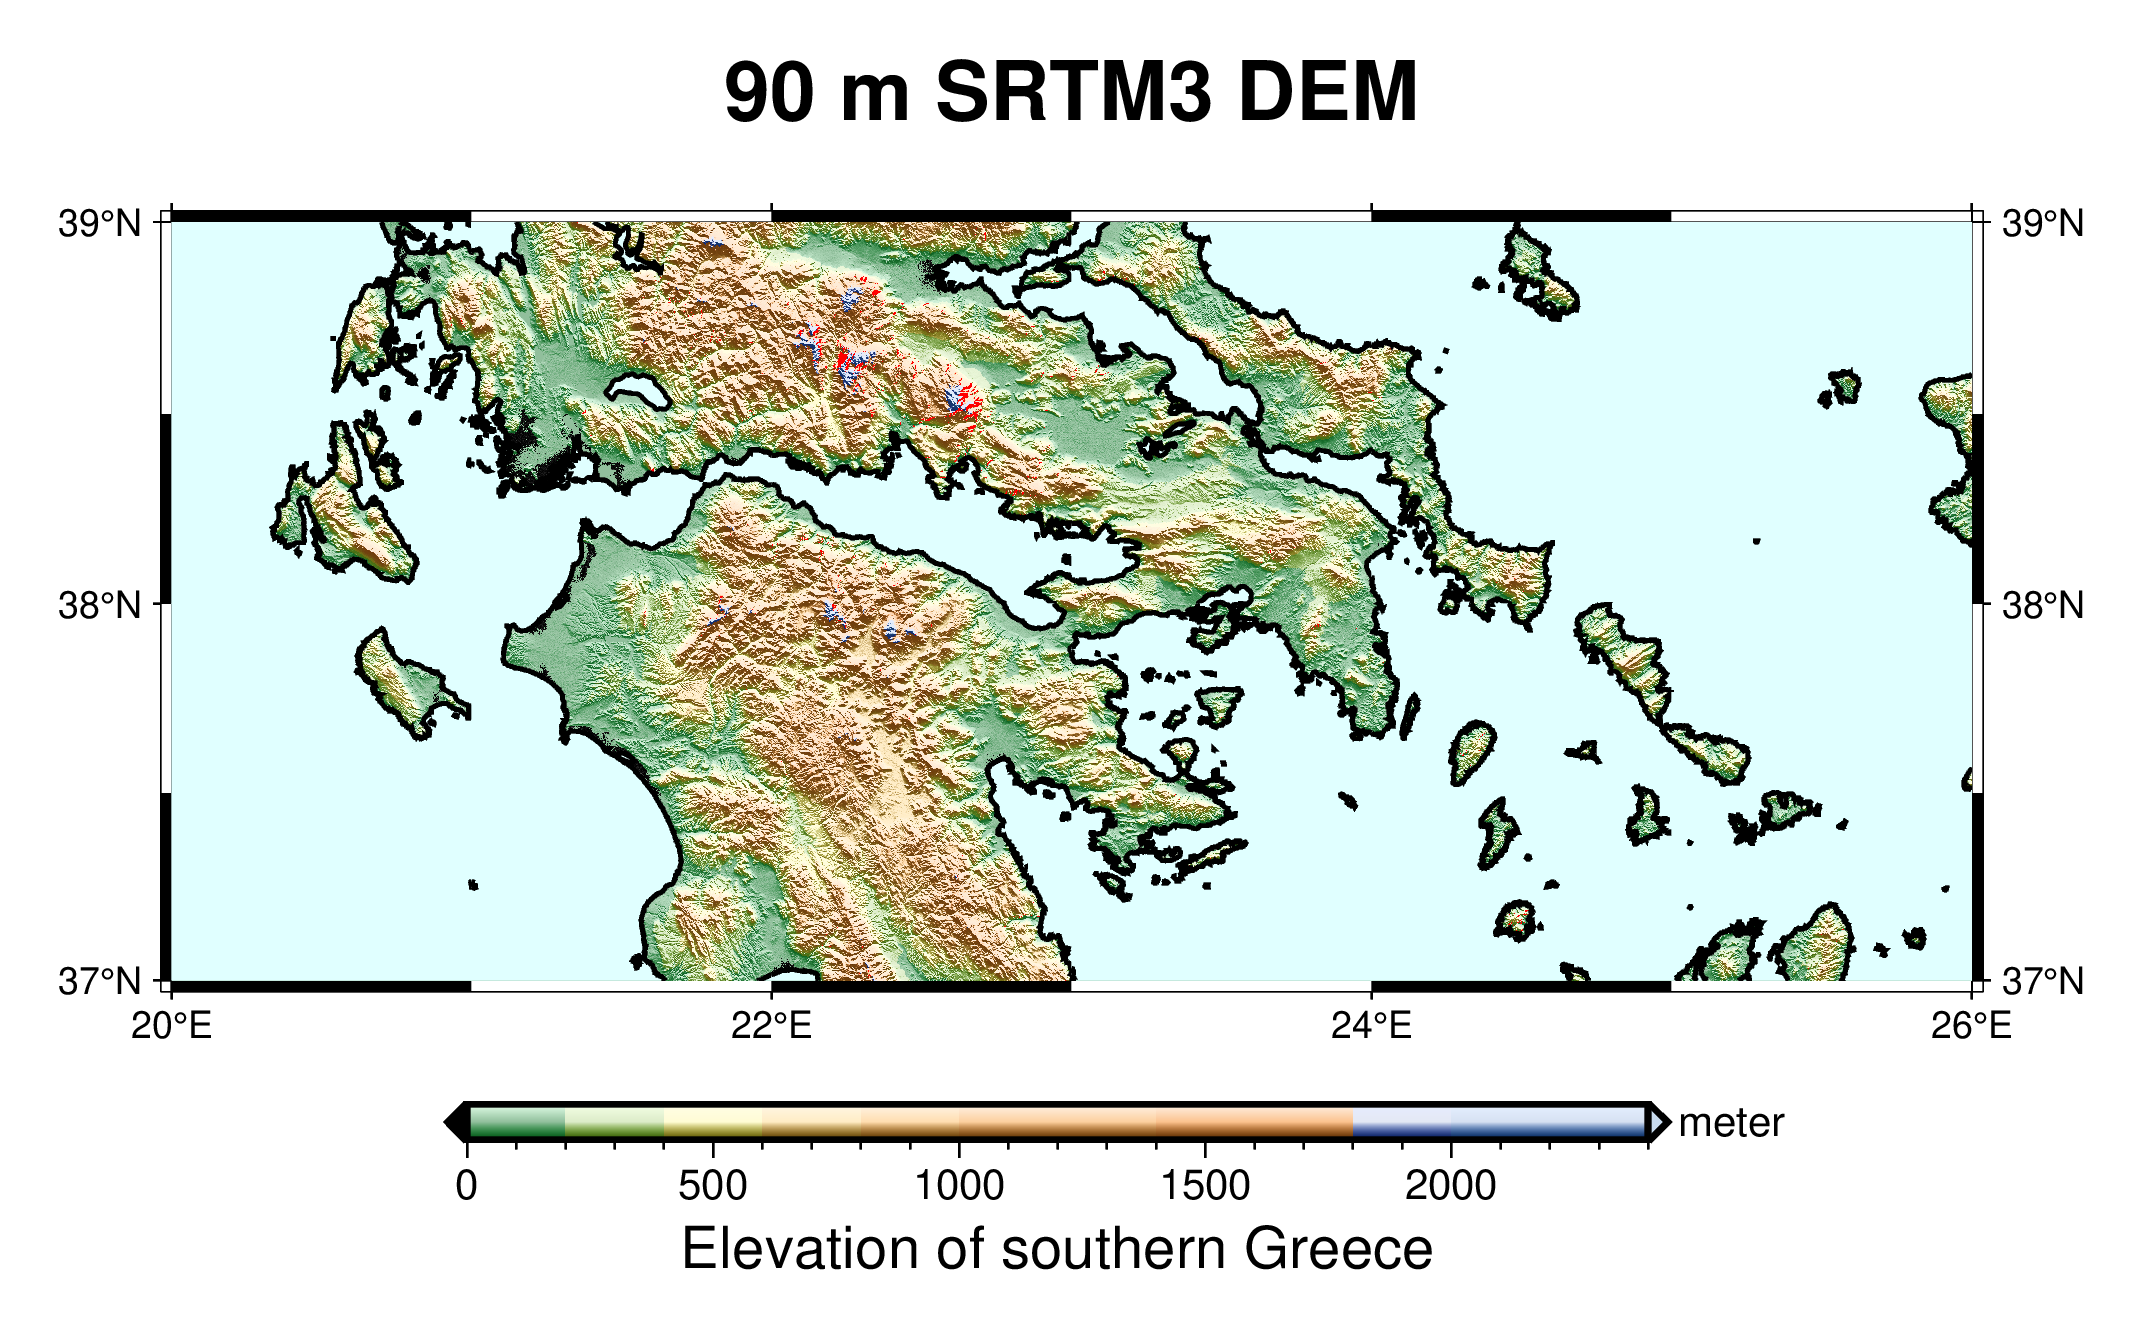 90 m SRTM3 DEM
39°N 39°N
38°N 38°N
37°N 37°N
20°E 22°E 24°E 26°E
meter
0 500 1000 1500 2000
Elevation of southern Greece